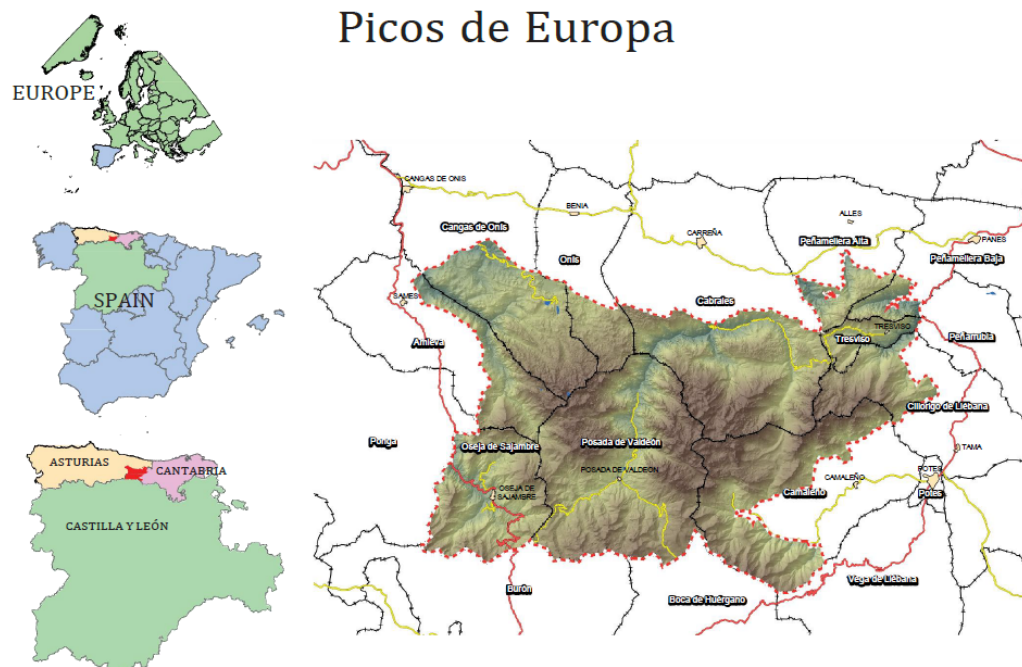 Picos de Europa
EUROPE
SPAIN
ASTURIAS
CANTABRIA
CASTILLA Y LEÓN
CANGAS DE ONIS
BENIA
ALLES
Cangas de Onís
CARREÑA
Peñamellera Alta
PANES
Onís
Peñamellera Baja
SAMES
Cabrales
TRESVISO
Amieva
Tresviso
Peñarrubia
Cillorigo de Liébana
Ponga
Oseja de Sajambre
Posada de Valdeón
TAMA
POSADA DE VALDEON
POTES
CAMALEÑO
OSEJA DE
SAJAMBRE
Camaleño
Potes
Vega de Liébana
Burón
Boca de Huérgano